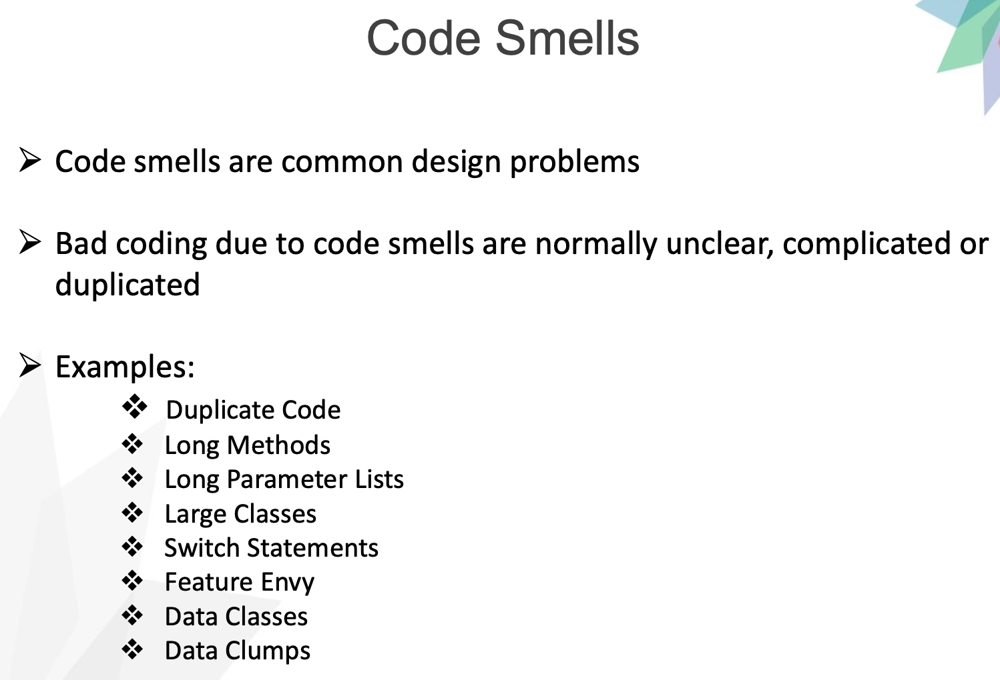 Code Smells
Code smells are common design problems
Bad coding due to code smells are normally unclear, complicated or
duplicated
Examples:
Duplicate Code
Long Methods
Long Parameter Lists
Large Classes
Switch Statements
Feature Envy
Data Classes
Data Clumps